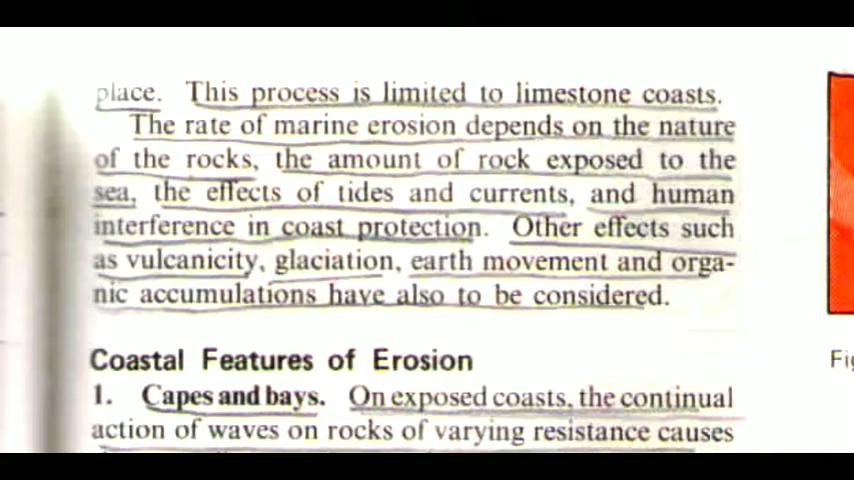 place. This process is limited to limestone coasts.
The rate of marine erosion depends on the nature
of the rocks, the amount of rock exposed to the
sea, the effects of tides and currents, and human
interference in coast protection. Other effects such
as vulcanicity, glaciation, earth movement and orga-
nic accumulations have also to be considered.
Coastal Features of Erosion
1. Capes and bays. On exposed coasts, the continual
action of waves on rocks of varying resistance causes